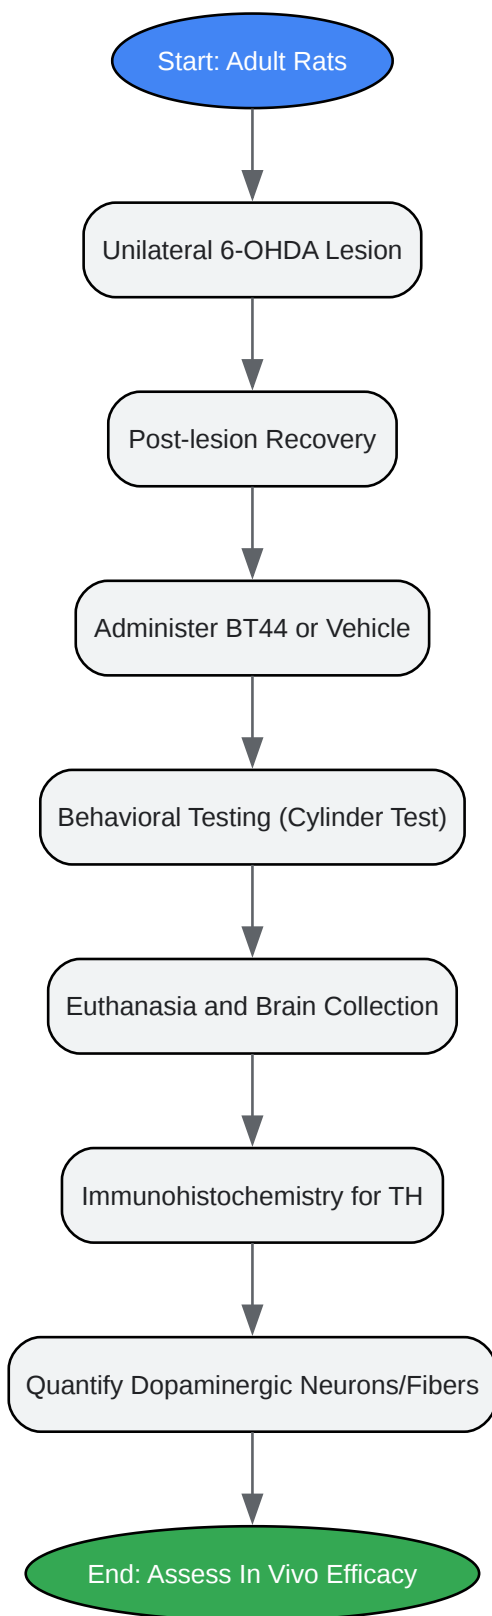 Start: Adult Rats
Unilateral 6-OHDA Lesion
Post-lesion Recovery
Administer BT44 or Vehicle
Behavioral Testing (Cylinder Test)
Euthanasia and Brain Collection
Immunohistochemistry for TH
Quantify Dopaminergic Neurons/Fibers
End: Assess In Vivo Efficacy